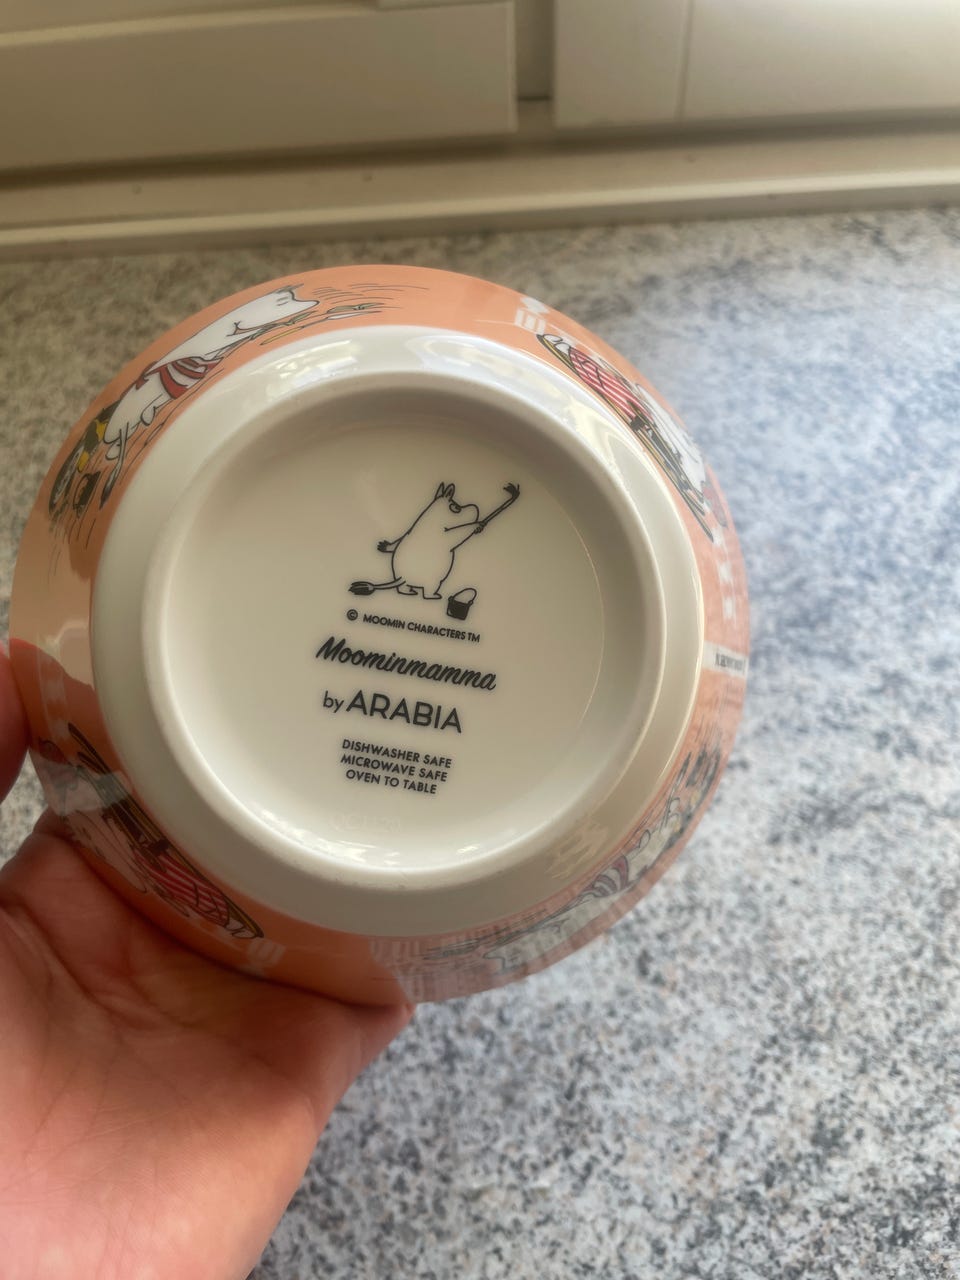 © MOOMIN CHARACTERS TM
Moominmamma
by ARABIA
DISHWASHER SAFE
MICROWAVE SAFE
OVEN TO TABLE